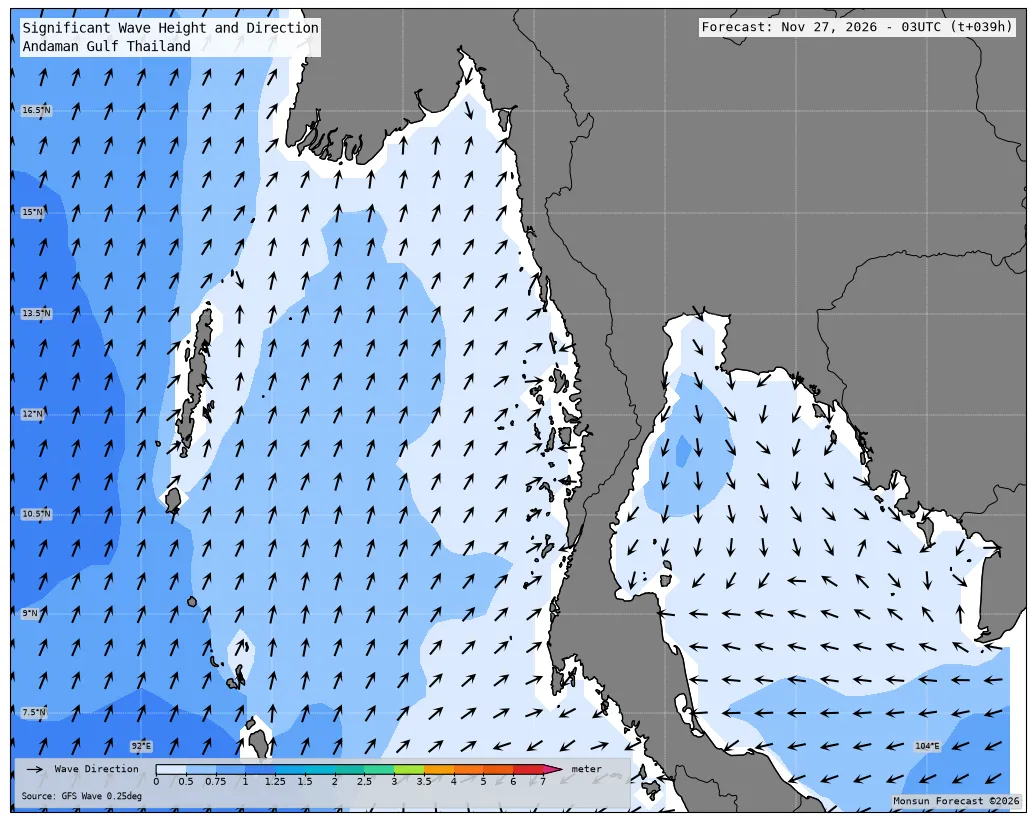 Significant Wave Height and Direction
Andaman Gulf Thailand
Forecast: Nov 27, 2026 - 03UTC (t+039h)
16.5°N
15°N
13.5°N
12°N
10.5°N
9°N
7.5°N
92°E
104°E
Wave Direction
meter
0.5 0.75 1 1.25 1.5 2 2.5 3 3.5 4 5 6 7
Source: GFS Wave 0.25deg
Monsun Forecast ©2026